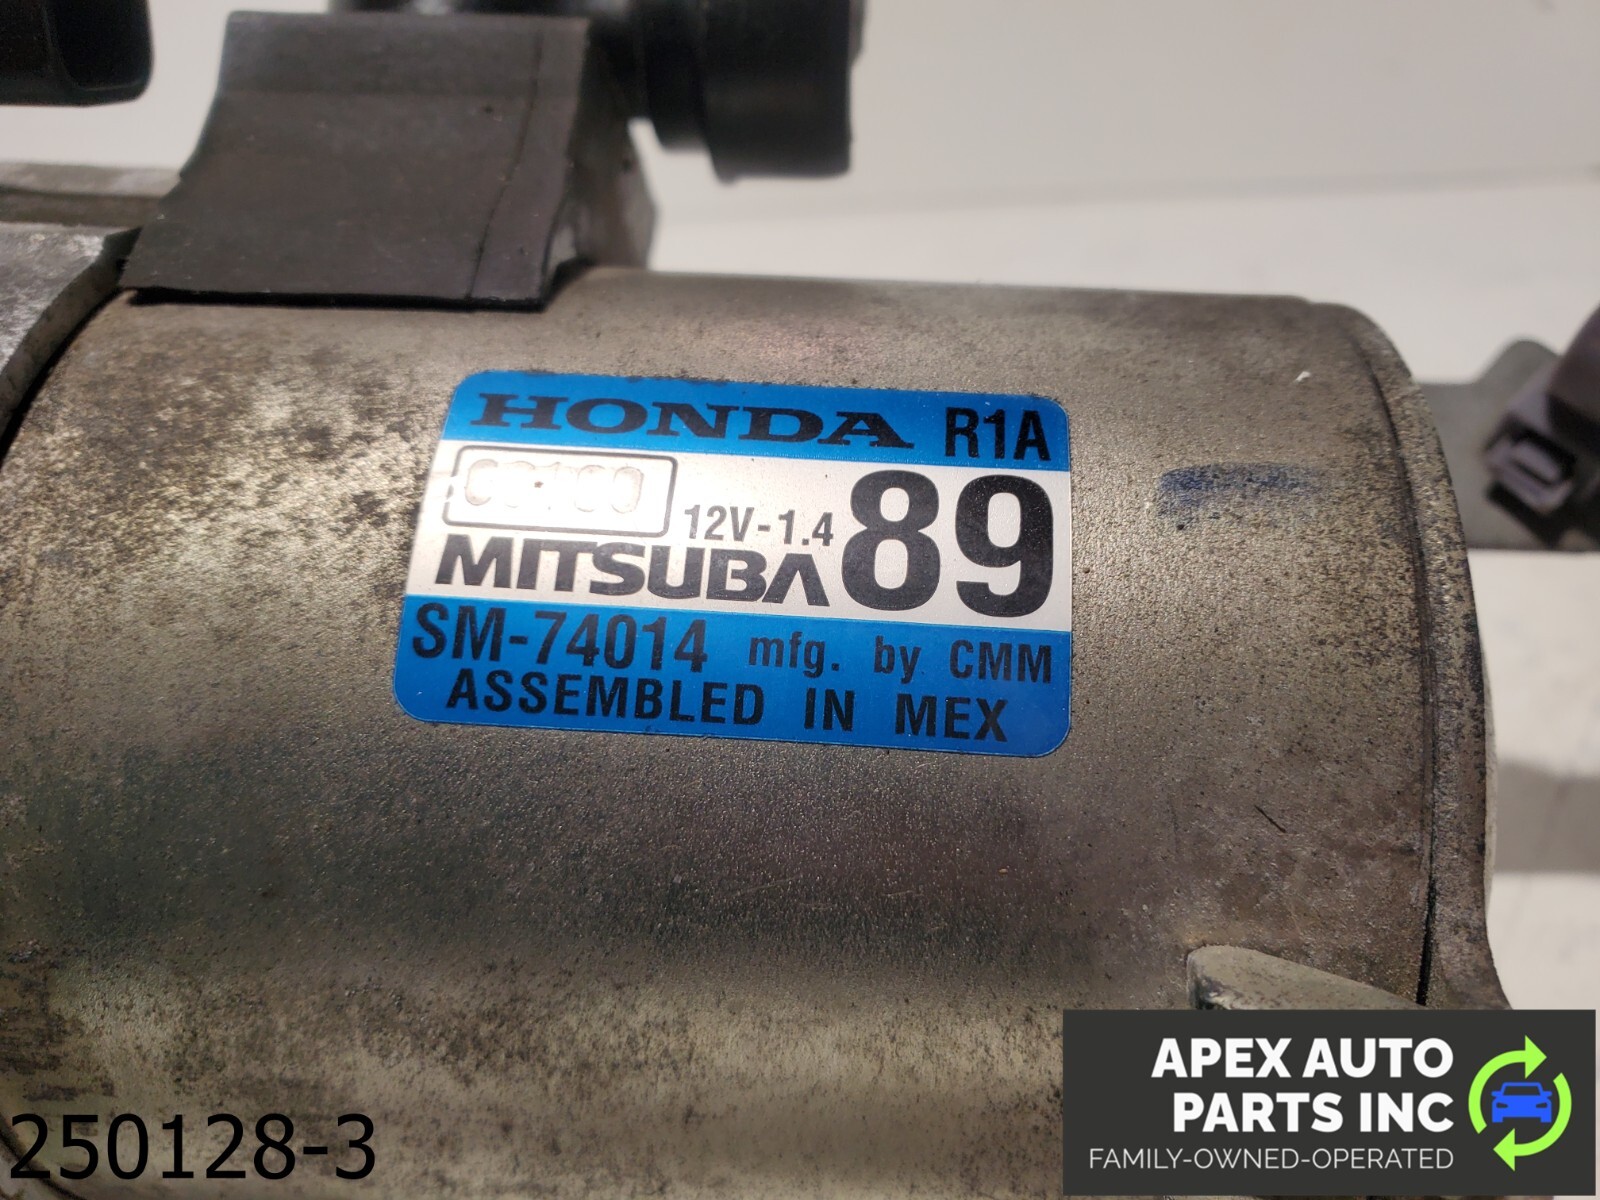 HONDA R1A
12V-1.4 89
MITSUBA
SM-74014 mfg. by CMM
ASSEMBLED IN MEX
250128-3
APEX AUTO
PARTS INC
FAMILY-OWNED-OPERATED